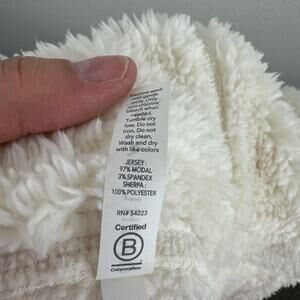 Machine wash
cold gentle
cycle. Only
non chlorine
bleach when
needed.
Tumble dry
low, Do not
iron, Do not
dry clean,
Wash and dry
with like colors
JERSEY :
97% MODAL
3% SPANDEX
SHERPA :
100% POLYESTER
RN# 54023
Certified
B
Corporation